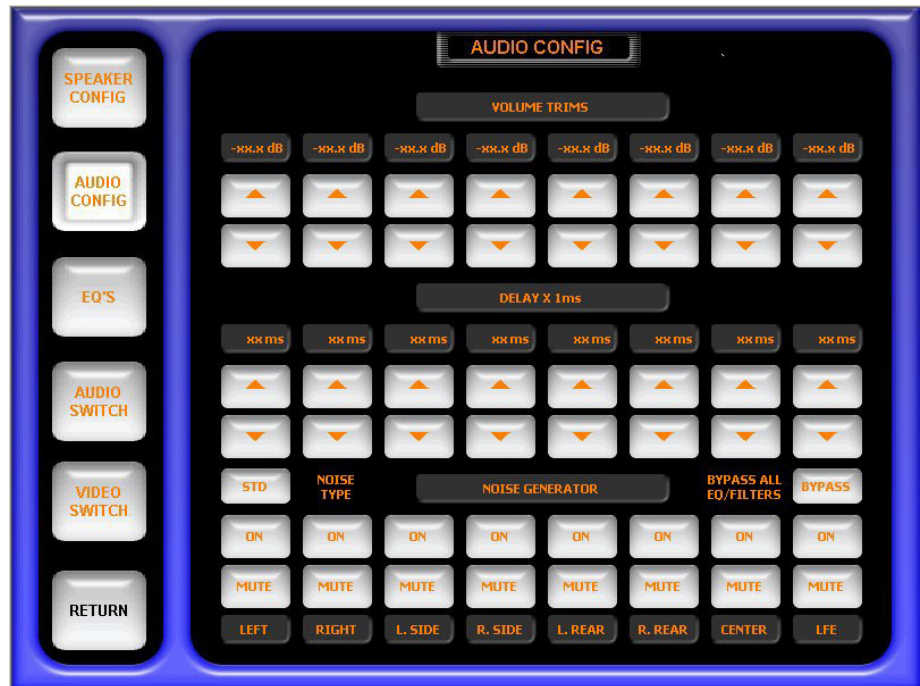 AUDIO CONFIG
SPEAKER
CONFIG
AUDIO
CONFIG
EQ'S
AUDIO
SWITCH
VIDEO
SWITCH
RETURN
VOLUME TRIMS
-xx.x dB -xx.x dB -xx.x dB -xx.x dB -xx.x dB -xx.x dB -xx.x dB -xx.x dB
DELAY X 1ms
xx ms xx ms xx ms xx ms xx ms xx ms xx ms xx ms
STD
NOISE
TYPE
NOISE GENERATOR
BYPASS ALL
EQ/FILTERS
BYPASS
ON ON ON ON ON ON ON ON
MUTE MUTE MUTE MUTE MUTE MUTE MUTE MUTE
LEFT RIGHT L. SIDE R. SIDE L. REAR R. REAR CENTER LFE